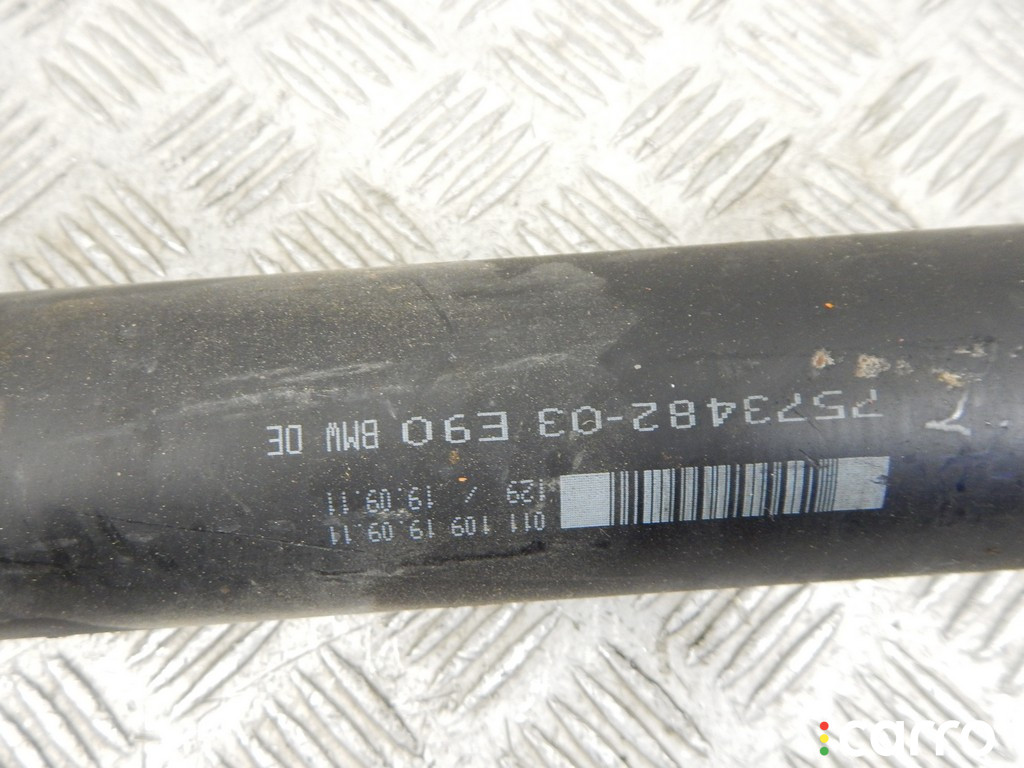 011 109 19.09.11
129 / 19.09.11
7573482-03 E90 BMW DE
carro